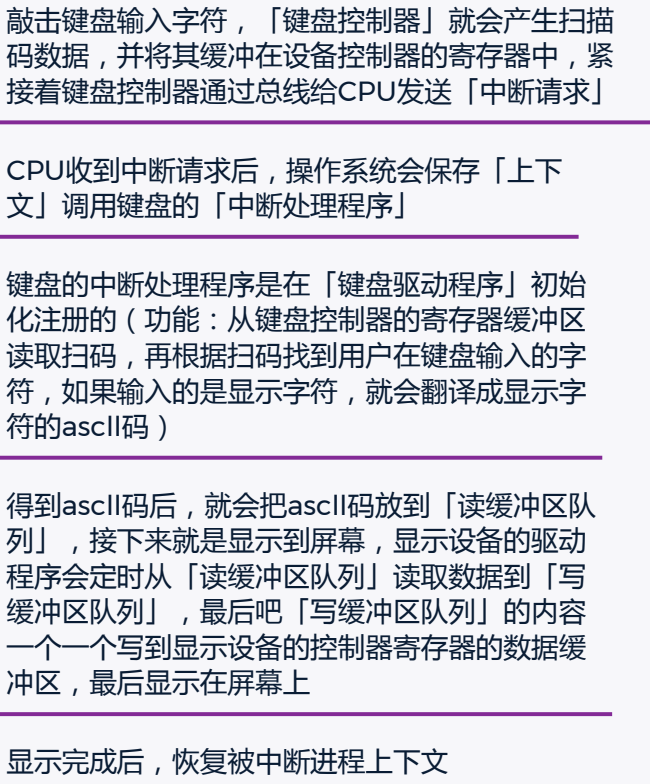 敲击键盘输入字符，「键盘控制器」就会产生扫描
码数据，并将其缓冲在设备控制器的寄存器中，紧
接着键盘控制器通过总线给CPU发送「中断请求」
CPU收到中断请求后，操作系统会保存「上下
文」调用键盘的「中断处理程序」
键盘的中断处理程序是在「键盘驱动程序」初始
化注册的（功能：从键盘控制器的寄存器缓冲区
读取扫码，再根据扫码找到用户在键盘输入的字
符，如果输入的是显示字符，就会翻译成显示字
符的ascll码）
得到ascll码后，就会把ascll码放到「读缓冲区队
列」，接下来就是显示到屏幕，显示设备的驱动
程序会定时从「读缓冲区队列」读取数据到「写
缓冲区队列」，最后吧「写缓冲区队列」的内容
一个一个写到显示设备的控制器寄存器的数据缓
冲区，最后显示在屏幕上
显示完成后，恢复被中断进程上下文